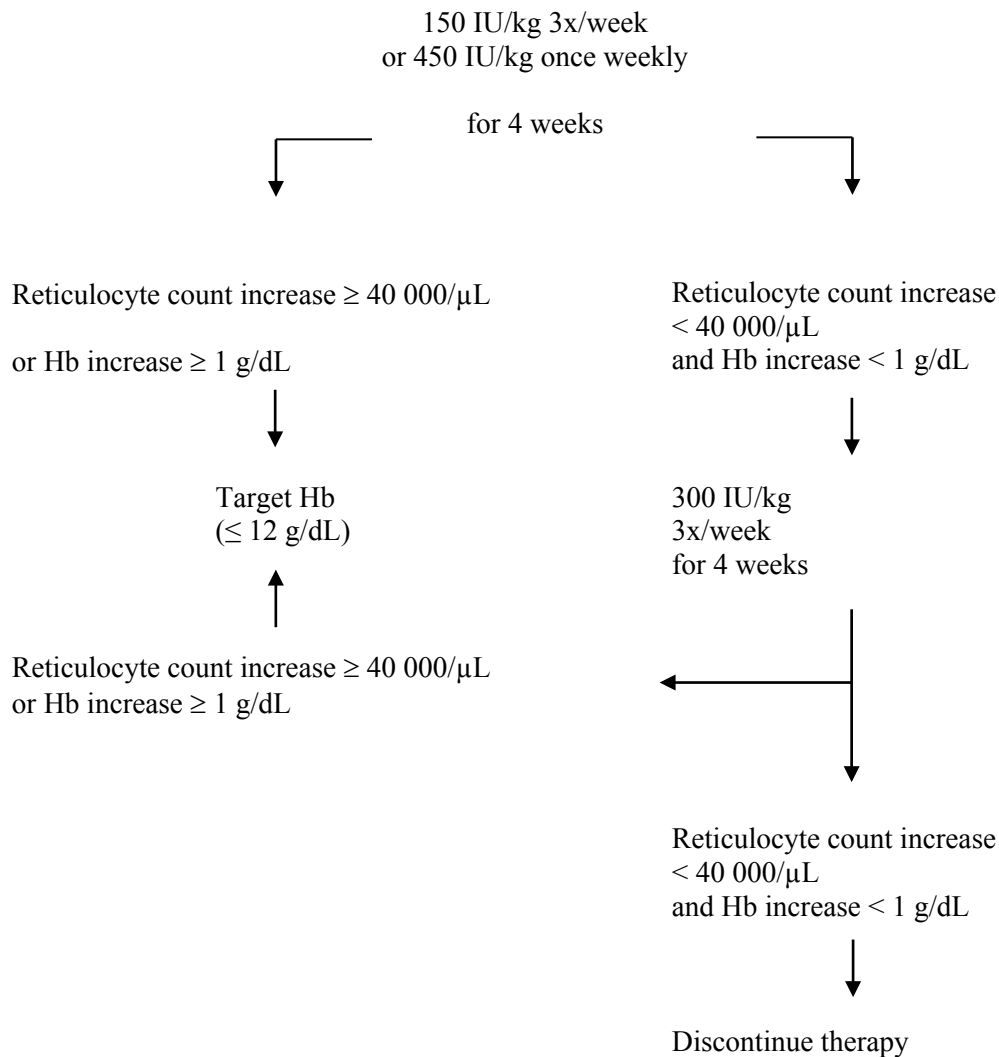 150 IU/kg 3x/week
or 450 IU/kg once weekly
for 4 weeks
Reticulocyte count increase ≥ 40 000/µL
or Hb increase ≥ 1 g/dL
Reticulocyte count increase
< 40 000/µL
and Hb increase < 1 g/dL
Target Hb
(≤ 12 g/dL)
300 IU/kg
3x/week
for 4 weeks
Reticulocyte count increase ≥ 40 000/µL
or Hb increase ≥ 1 g/dL
Reticulocyte count increase
< 40 000/µL
and Hb increase < 1 g/dL
Discontinue therapy